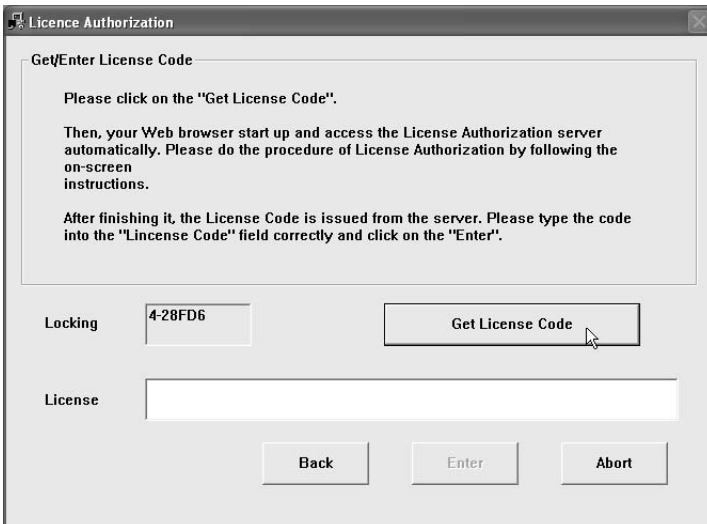 Licence Authorization
Get/Enter License Code
Please click on the "Get License Code".
Then, your Web browser start up and access the License Authorization server
automatically. Please do the procedure of License Authorization by following the
on-screen
instructions.
After finishing it, the License Code is issued from the server. Please type the code
into the "Lincense Code" field correctly and click on the "Enter".
Locking
4-28FD6
Get License Code
License
Back
Enter
Abort